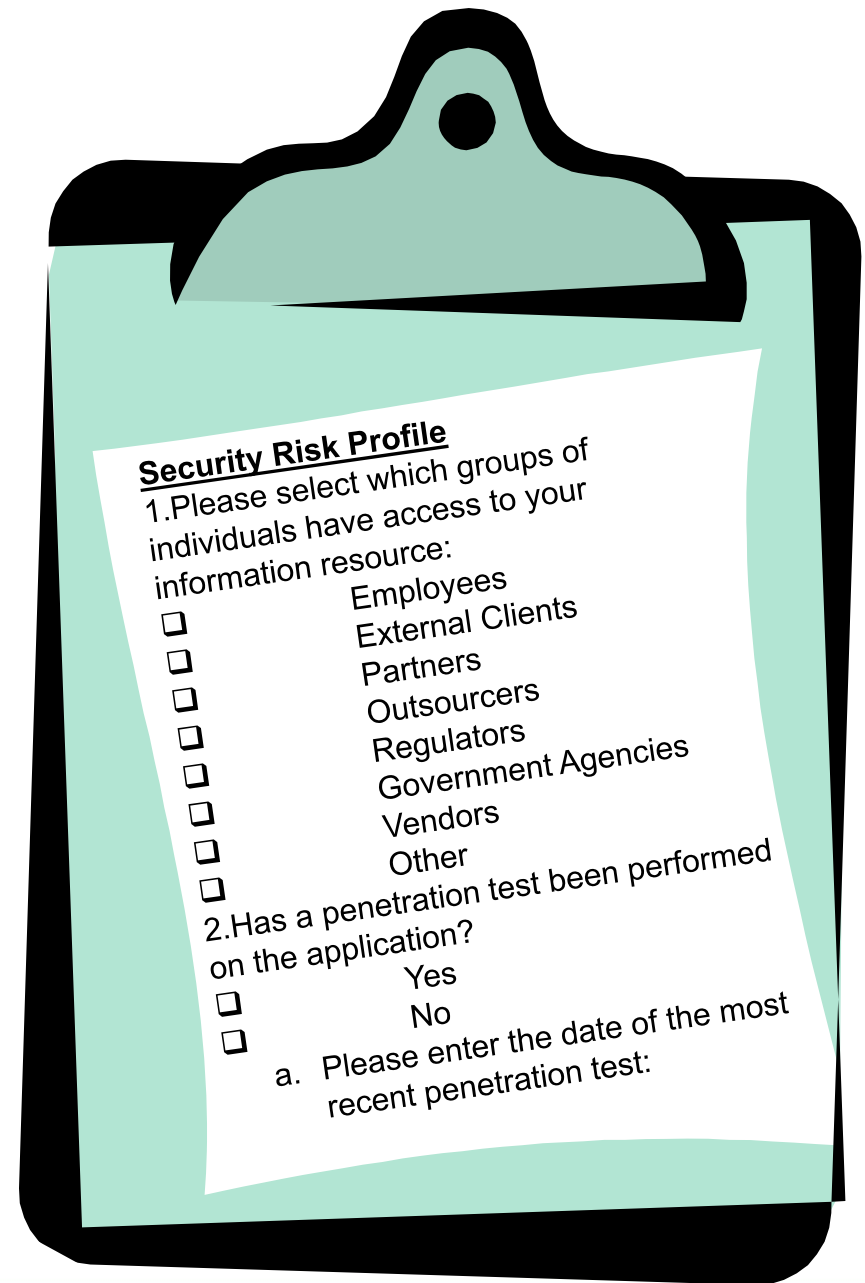 Security Risk Profile
1.Please select which groups of
individuals have access to your
information resource:
❑ Employees
❑ External Clients
❑ Partners
❑ Outsourcers
❑ Regulators
❑ Government Agencies
❑ Vendors
❑ Other
2.Has a penetration test been performed
on the application?
❑ Yes
❑ No
a. Please enter the date of the most
recent penetration test: